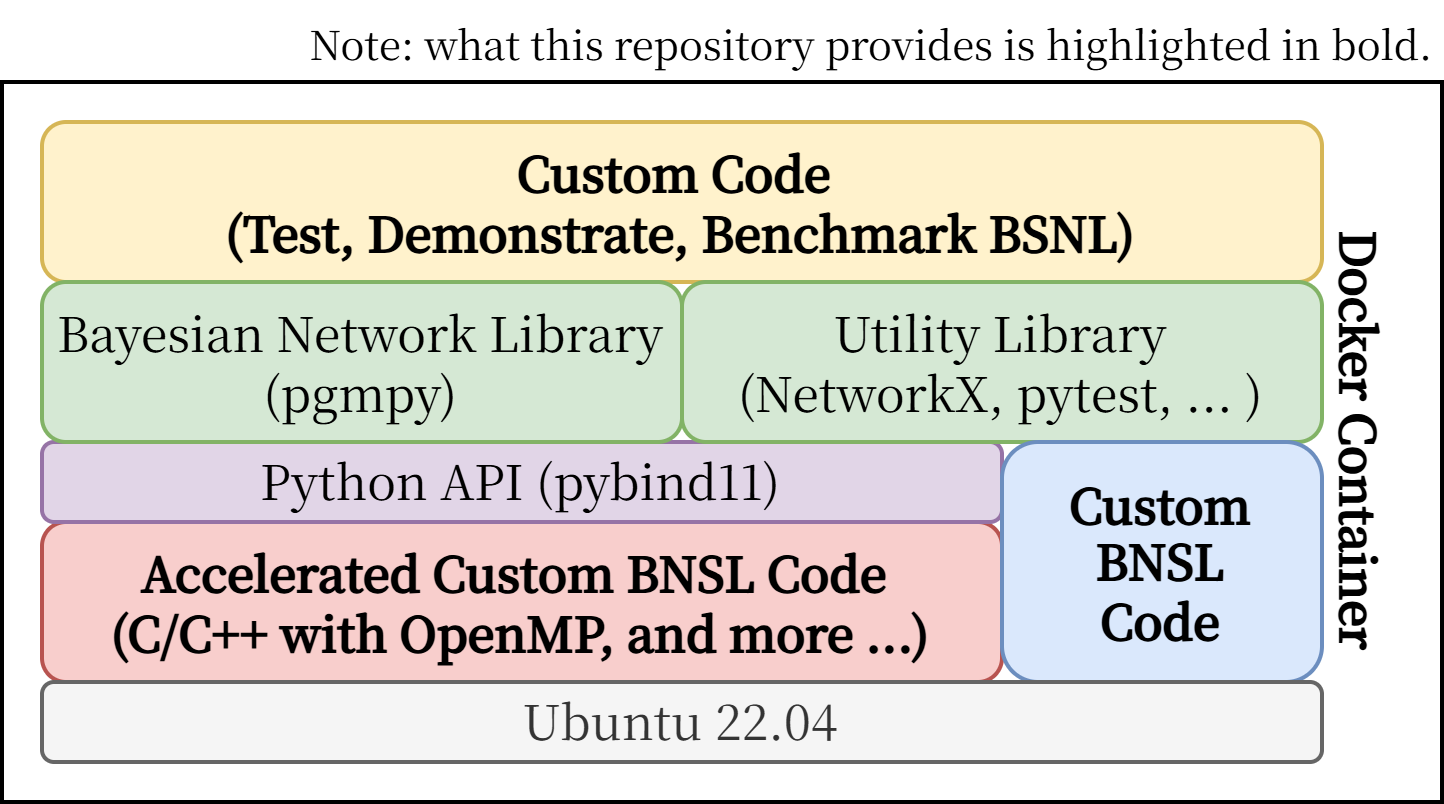 Note: what this repository provides is highlighted in bold.
Custom Code
(Test, Demonstrate, Benchmark BSNL)
Bayesian Network Library
(pgmpy)
Utility Library
(NetworkX, pytest, ... )
Python API (pybind11)
Accelerated Custom BNSL Code
(C/C++ with OpenMP, and more ...)
Custom
BNSL
Code
Ubuntu 22.04
Docker Container